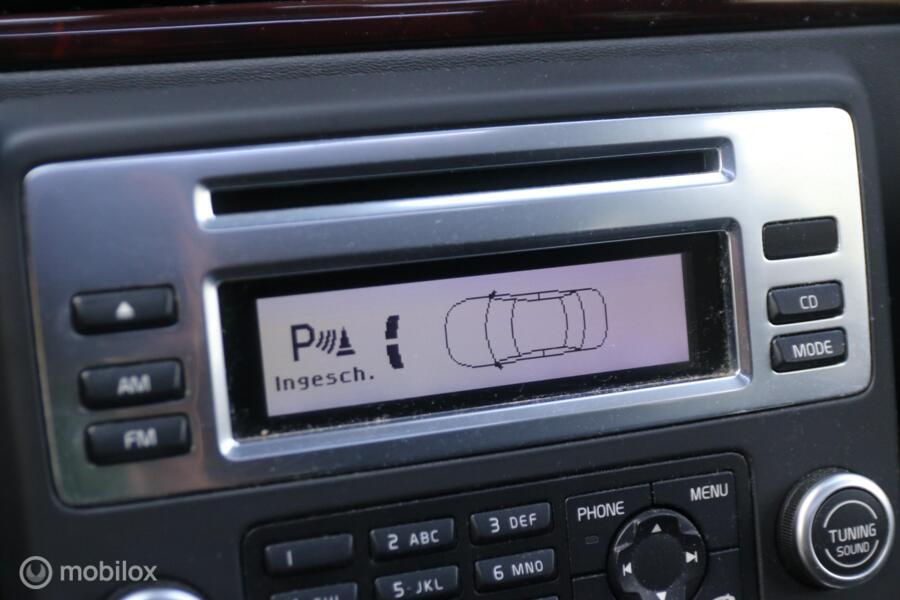 CD
P
Ingesch.
AM
FM
MODE
PHONE
MENU
1
2 ABC
3 DEF
5 JKL
6 MNO
TUNING
SOUND
mobilox